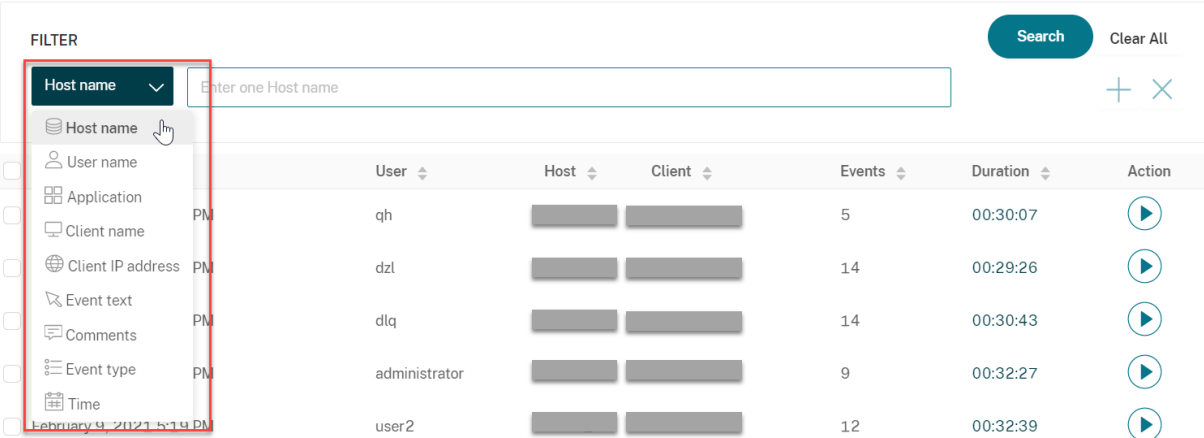 FILTER
Search
Clear All
Host name
Enter one Host name
Host name
User name
Application
Client name
Client IP address
Event text
Comments
Event type
Time
User Host Client Events Duration Action
PM qh 5 00:30:07
PM dzl 14 00:29:26
PM dlq 14 00:30:43
PM administrator 9 00:32:27
February 9, 2021 5:19 PM user2 12 00:32:39